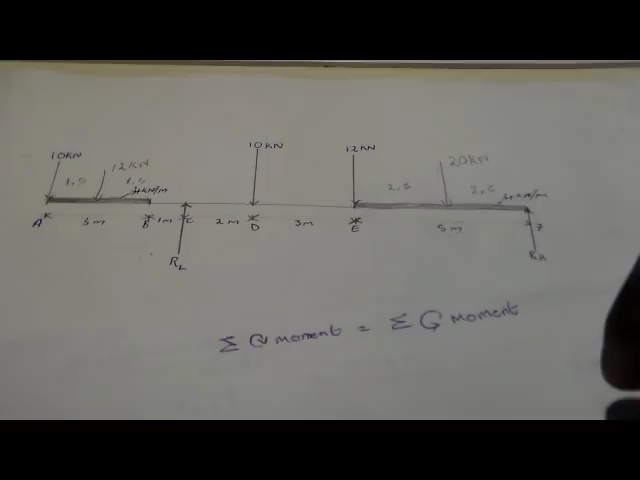 10KN 10KN 12KN
12KN 20KN
1.5 1.5 2.5 2.5
4KN/m 4KN/m
A 3m B 1m C 2m D 3m E 5m F
RL RR
Σ ↻ moment = Σ ↺ moment